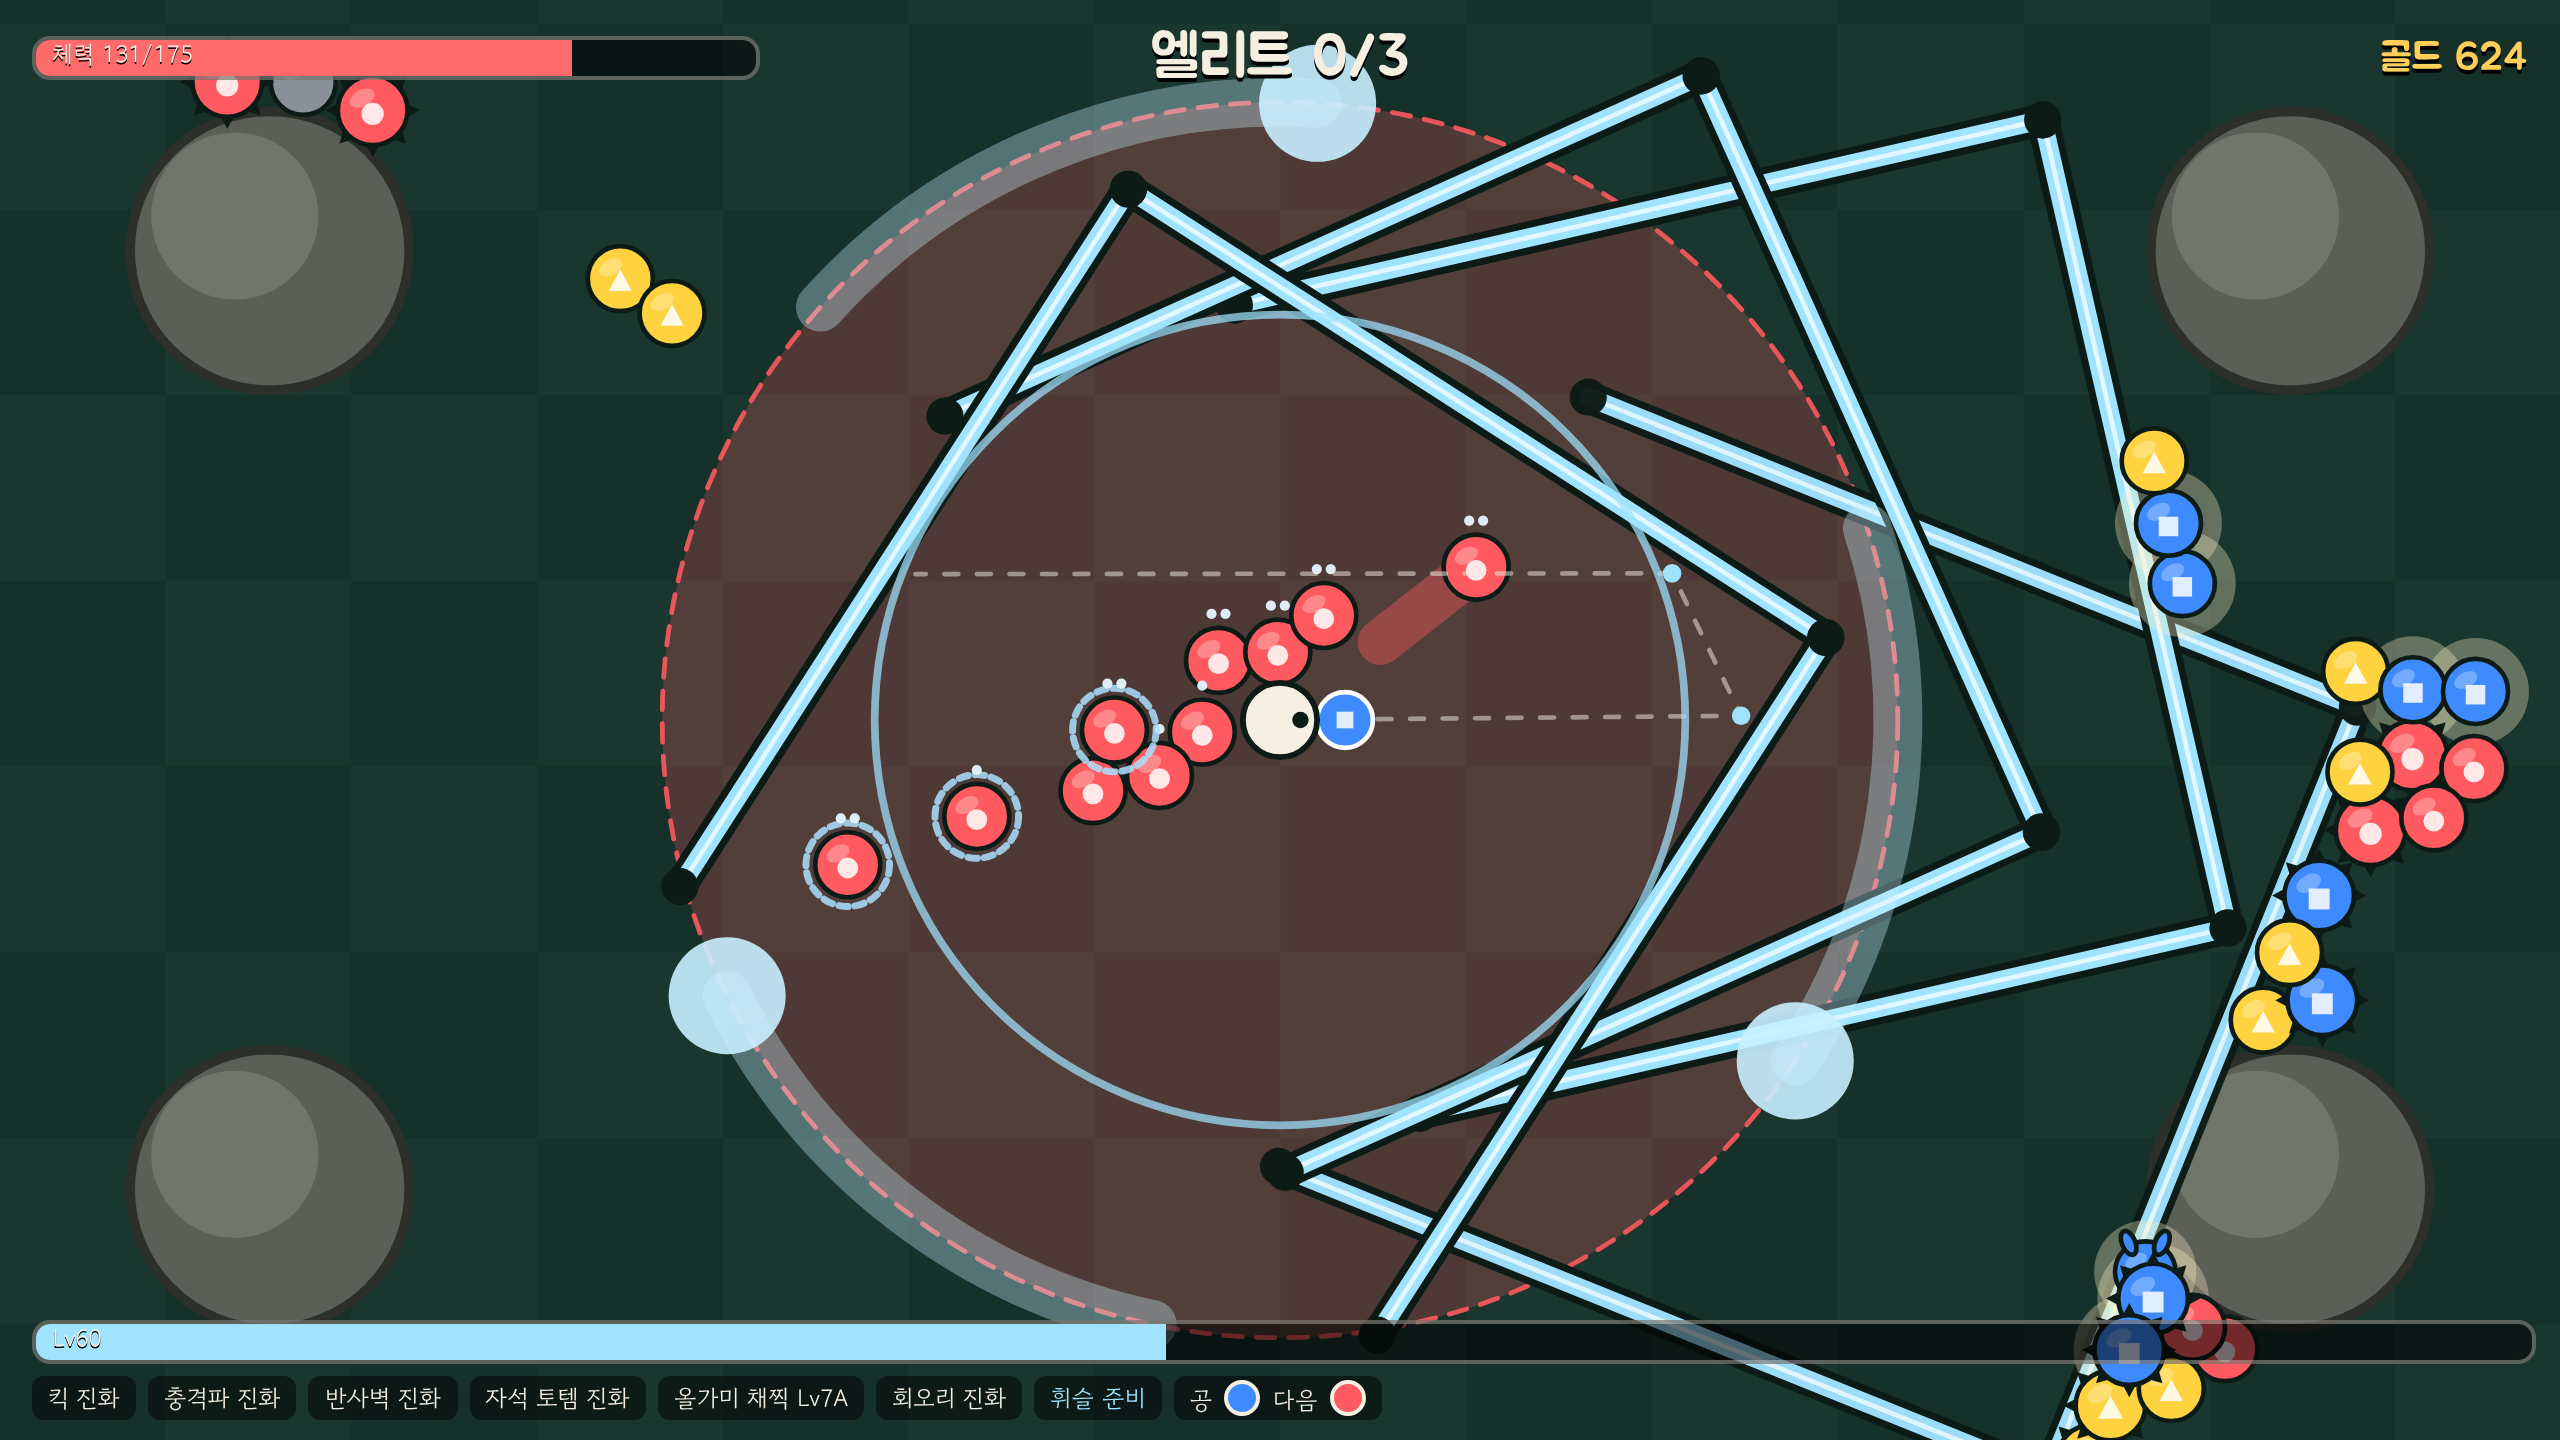 체력 131/175
엘리트 0/3
골드 624
Lv60
킥 진화
충격파 진화
반사벽 진화
자석 토템 진화
올가미 채찍 Lv7A
회오리 진화
휘슬 준비
공
다음